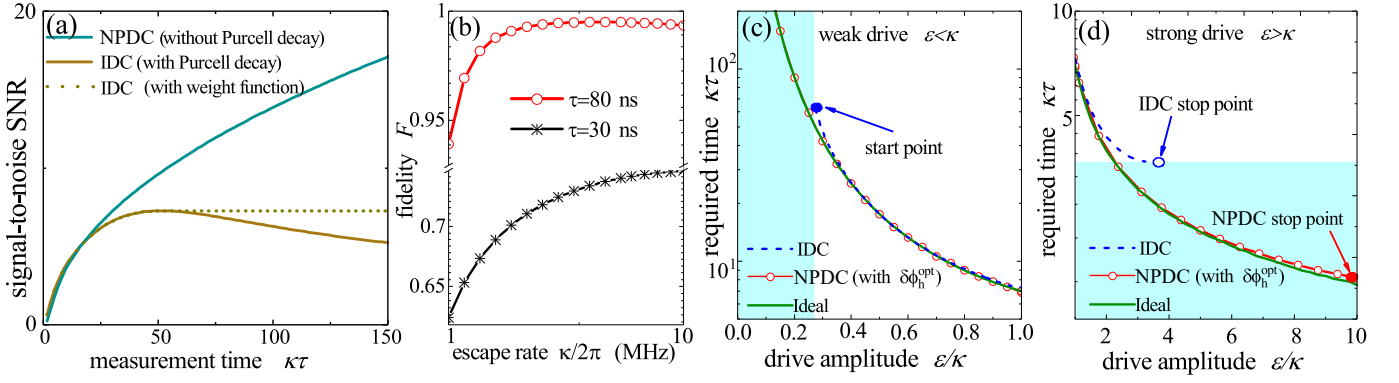 (a)
signal-to-noise SNR
20
10
0
NPDC (without Purcell decay)
IDC (with Purcell decay)
IDC (with weight function)
0 50 100 150
measurement time κτ
(b)
fidelity F
1
0.95
0.7
0.65
τ=80 ns
τ=30 ns
1 10
escape rate κ/2π (MHz)
(c)
weak drive ε<κ
required time κτ
10²
10¹
start point
IDC
NPDC (with δϕ_h^opt)
Ideal
0.0 0.2 0.4 0.6 0.8 1.0
drive amplitude ε/κ
(d)
strong drive ε>κ
required time κτ
5
IDC stop point
NPDC stop point
IDC
NPDC (with δϕ_h^opt)
Ideal
2 4 6 8 10
drive amplitude ε/κ